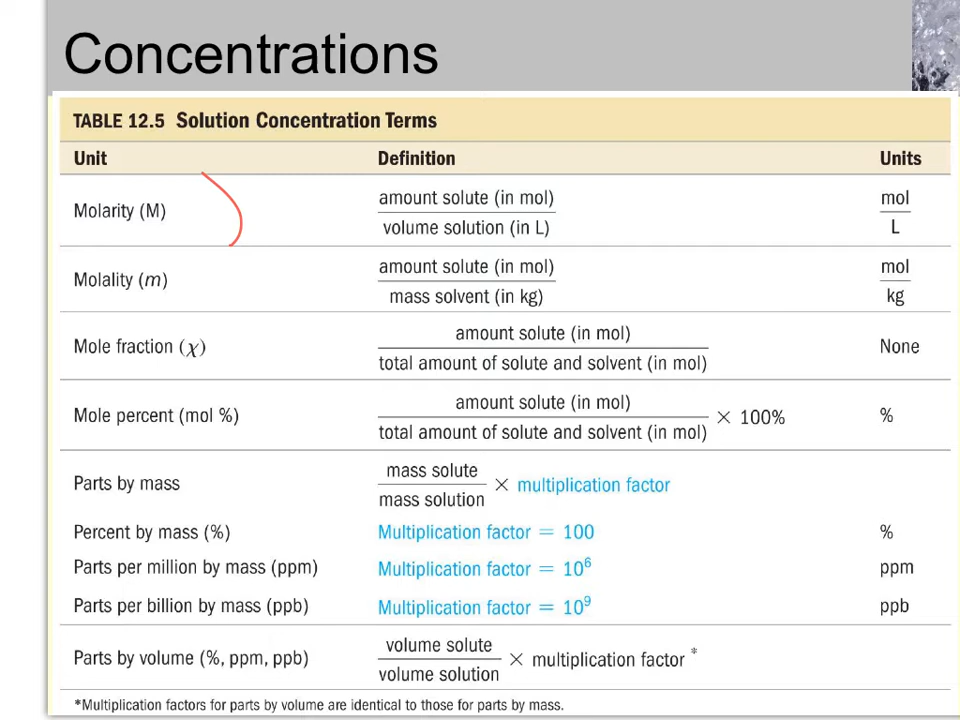 Concentrations
TABLE 12.5 Solution Concentration Terms
Unit Definition Units
Molarity (M) amount solute (in mol) / volume solution (in L) mol / L
Molality (m) amount solute (in mol) / mass solvent (in kg) mol / kg
Mole fraction (χ) amount solute (in mol) / total amount of solute and solvent (in mol) None
Mole percent (mol %) amount solute (in mol) / total amount of solute and solvent (in mol) × 100% %
Parts by mass mass solute / mass solution × multiplication factor
Percent by mass (%) Multiplication factor = 100 %
Parts per million by mass (ppm) Multiplication factor = 10⁶ ppm
Parts per billion by mass (ppb) Multiplication factor = 10⁹ ppb
Parts by volume (%, ppm, ppb) volume solute / volume solution × multiplication factor *
*Multiplication factors for parts by volume are identical to those for parts by mass.